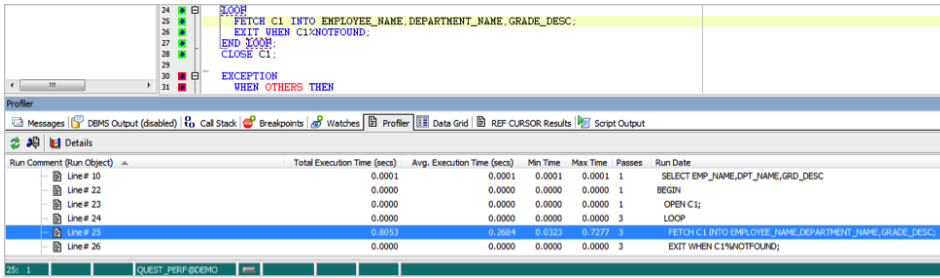 24 LOOP
25 FETCH C1 INTO EMPLOYEE_NAME,DEPARTMENT_NAME,GRADE_DESC;
26 EXIT WHEN C1%NOTFOUND;
27 END LOOP;
28 CLOSE C1;
29
30 EXCEPTION
31 WHEN OTHERS THEN
Profiler
Messages DBMS Output (disabled) Call Stack Breakpoints Watches Profiler Data Grid REF CURSOR Results Script Output
Details
Run Comment (Run Object) Total Execution Time (secs) Avg. Execution Time (secs) Min Time Max Time Passes Run Date
Line# 10 0.0001 0.0001 0.0001 0.0001 1 SELECT EMP_NAME,DPT_NAME,GRD_DESC
Line# 22 0.0000 0.0000 0.0000 0.0000 1 BEGIN
Line# 23 0.0000 0.0000 0.0000 0.0000 1 OPEN C1;
Line# 24 0.0000 0.0000 0.0000 0.0000 3 LOOP
Line# 25 0.8053 0.2684 0.0323 0.7277 3 FETCH C1 INTO EMPLOYEE_NAME,DEPARTMENT_NAME,GRADE_DESC;
Line# 26 0.0000 0.0000 0.0000 0.0000 3 EXIT WHEN C1%NOTFOUND;
25: 1 QUEST_PERF@DEMO